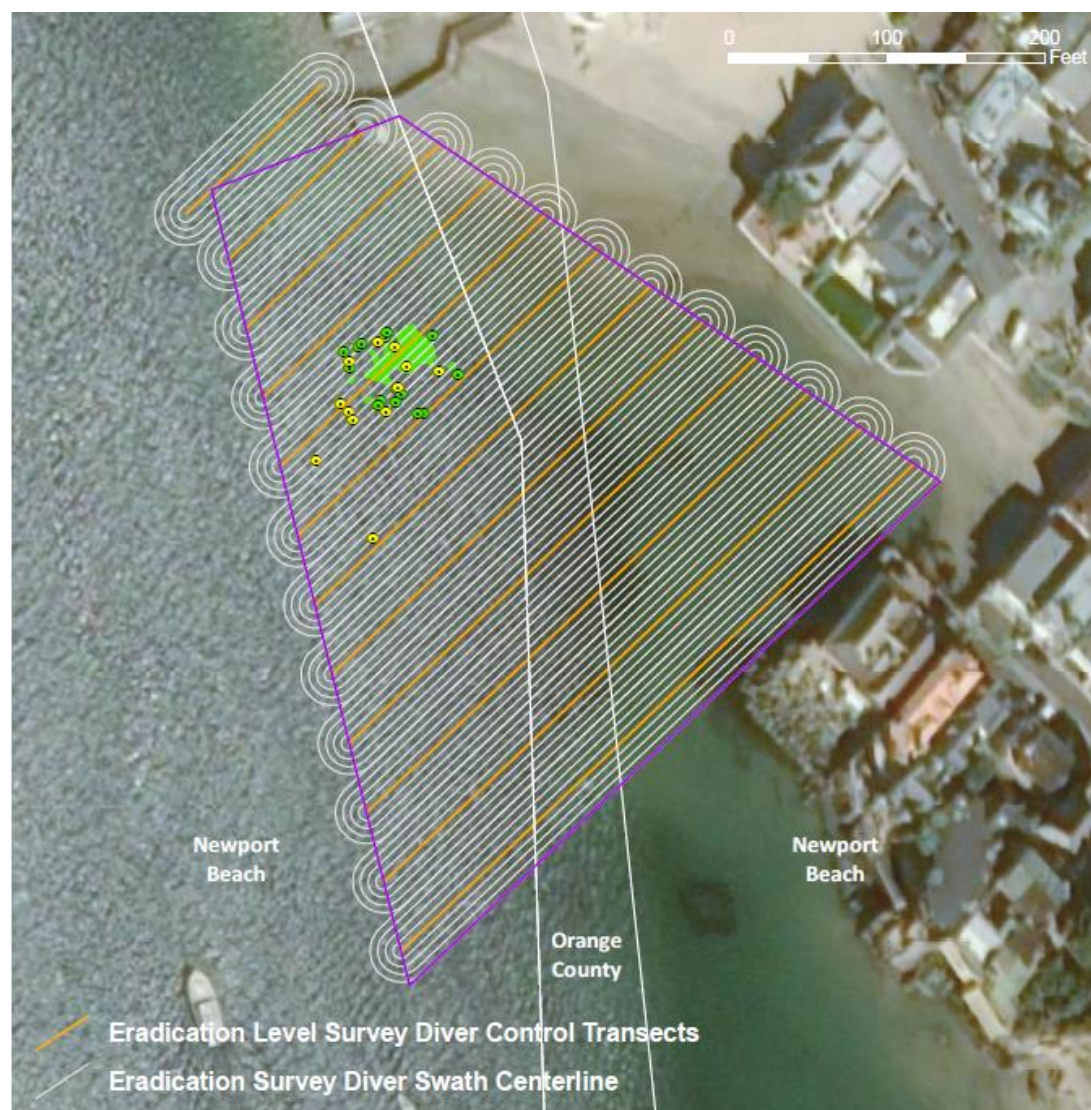 0 100 200
Feet
Newport
Beach
Newport
Beach
Orange
County
Eradication Level Survey Diver Control Transects
Eradication Survey Diver Swath Centerline